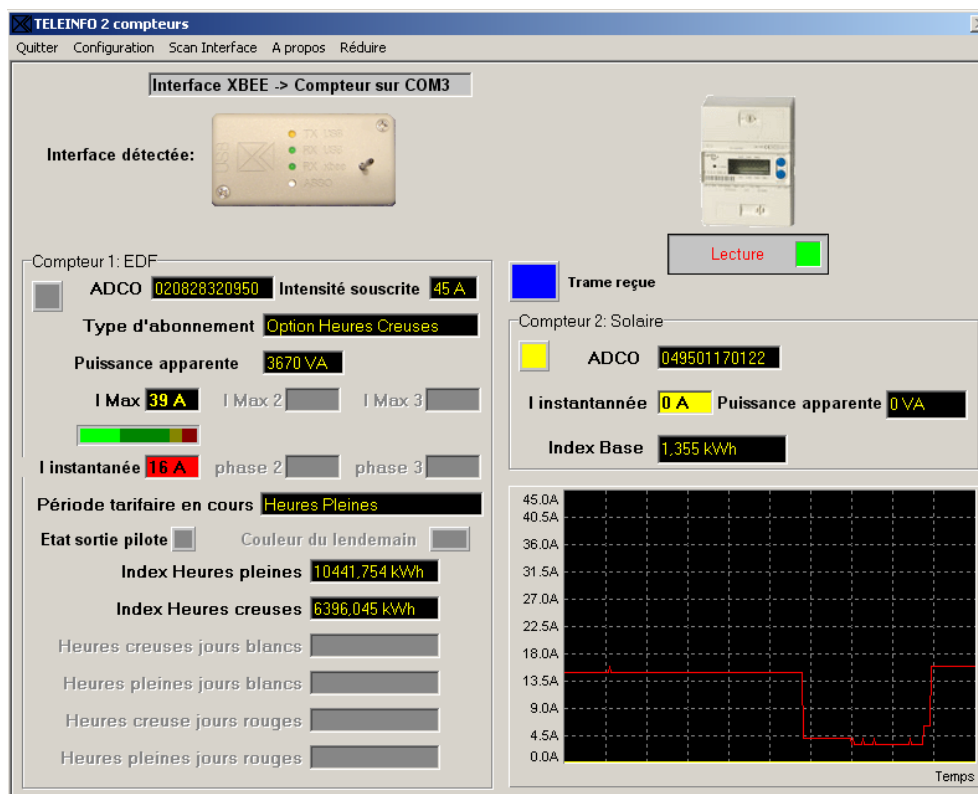 TELEINFO 2 compteurs
Quitter Configuration Scan Interface A propos Réduire
Interface XBEE -> Compteur sur COM3
Interface détectée:
USB
TX USB
RX USB
RX xbee
Lecture
Trame reçue
Compteur 1: EDF
ADCO 020828320950 Intensité souscrite 45 A
Type d'abonnement Option Heures Creuses
Puissance apparente 3670 VA
I Max 39 A I Max 2 I Max 3
I instantanée 16 A phase 2 phase 3
Période tarifaire en cours Heures Pleines
Etat sortie pilote Couleur du lendemain
Index Heures pleines 10441,754 kWh
Index Heures creuses 6396,045 kWh
Heures creuses jours blancs
Heures pleines jours blancs
Heures creuse jours rouges
Heures pleines jours rouges
Compteur 2: Solaire
ADCO 049501170122
I instantannée 0 A Puissance apparente 0 VA
Index Base 1,355 kWh
45.0A
40.5A
36.0A
31.5A
27.0A
22.5A
18.0A
13.5A
9.0A
4.5A
0.0A
Temps